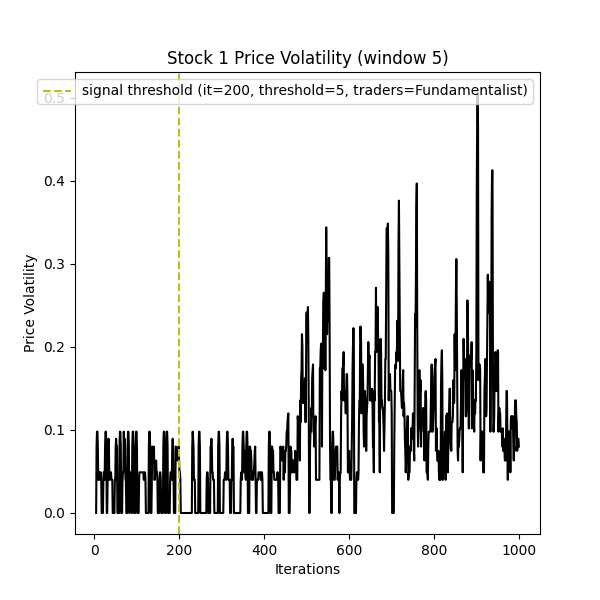 Stock 1 Price Volatility (window 5)
signal threshold (it=200, threshold=5, traders=Fundamentalist)
0.5
0.4
0.3
0.2
0.1
0.0
Price Volatility
0 200 400 600 800 1000
Iterations